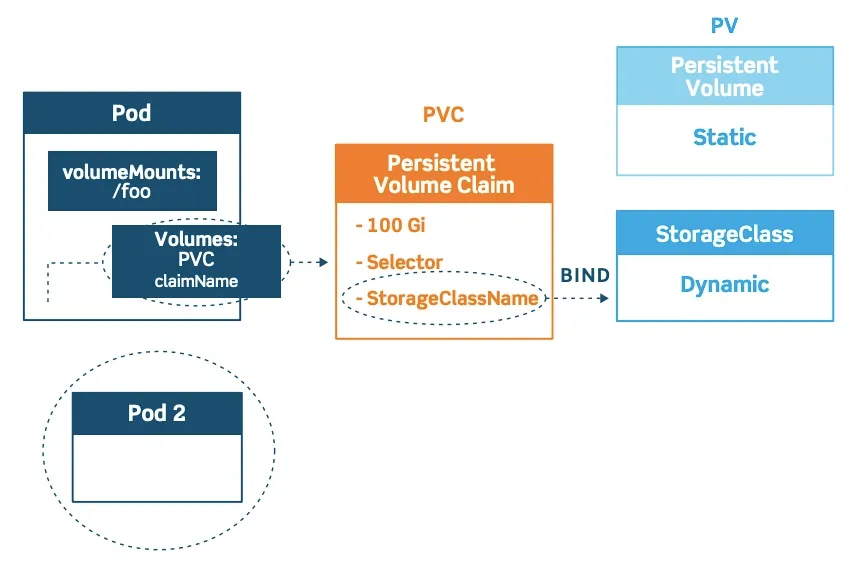 Pod
volumeMounts:
/foo
Volumes:
PVC
claimName
Pod 2
PVC
Persistent
Volume Claim
- 100 Gi
- Selector
- StorageClassName
BIND
PV
Persistent
Volume
Static
StorageClass
Dynamic